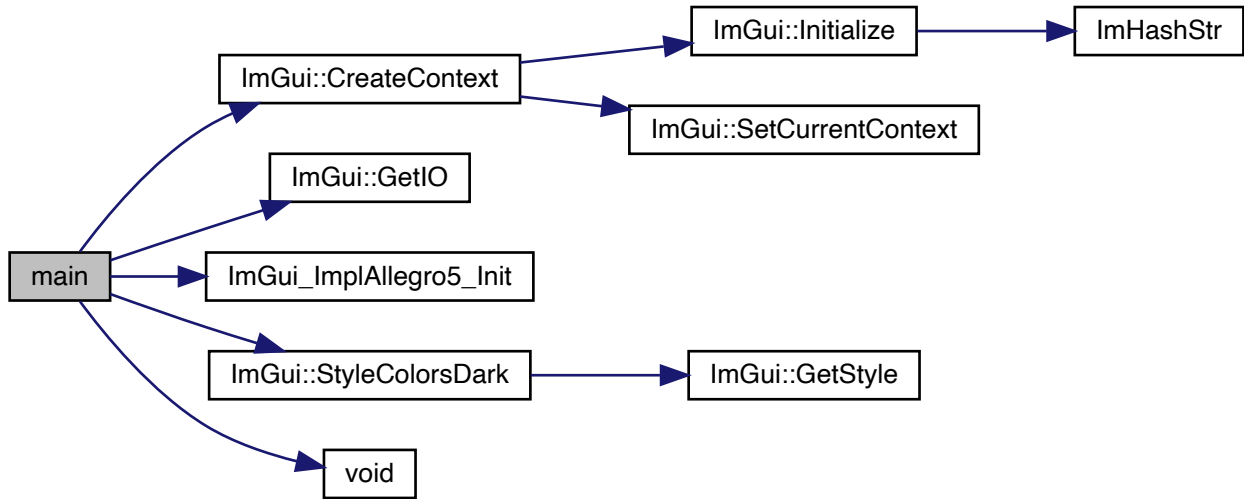 ImGui::Initialize
ImHashStr
ImGui::CreateContext
ImGui::SetCurrentContext
ImGui::GetIO
main
ImGui_ImplAllegro5_Init
ImGui::StyleColorsDark
ImGui::GetStyle
void